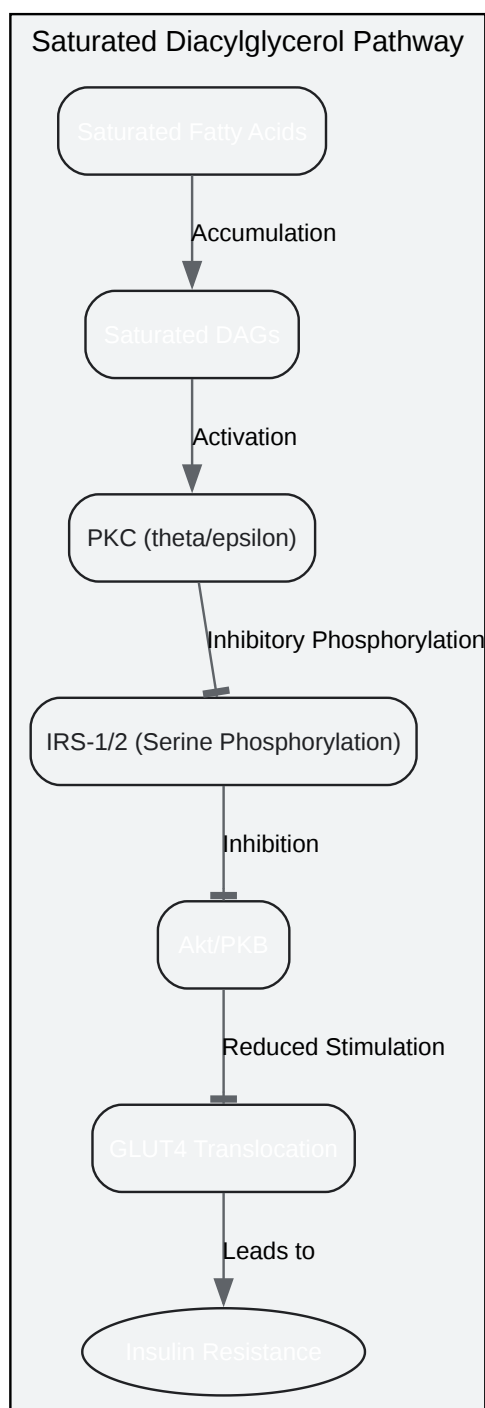 Saturated Diacylglycerol Pathway
Saturated Fatty Acids
Accumulation
Saturated DAGs
Activation
PKC (theta/epsilon)
Inhibitory Phosphorylation
IRS-1/2 (Serine Phosphorylation)
Inhibition
Akt/PKB
Reduced Stimulation
GLUT4 Translocation
Leads to
Insulin Resistance